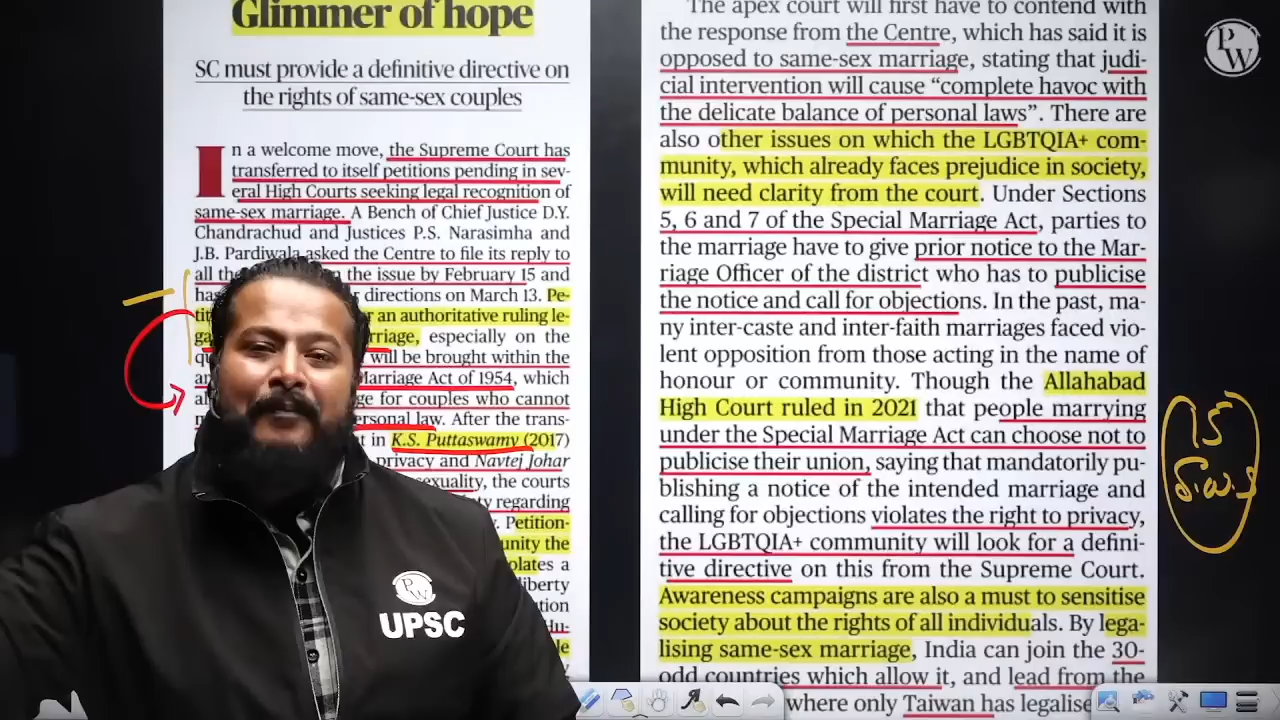 Glimmer of hope
SC must provide a definitive directive on
the rights of same-sex couples
In a welcome move, the Supreme Court has
transferred to itself petitions pending in sev-
eral High Courts seeking legal recognition of
same-sex marriage. A Bench of Chief Justice D.Y.
Chandrachud and Justices P.S. Narasimha and
J.B. Pardiwala asked the Centre to file its reply to
all the the issue by February 15 and
directions on March 13. Pe-
or an authoritative ruling le-
rriage, especially on the
will be brought within the
Marriage Act of 1954, which
ge for couples who cannot
ersonal law. After the trans-
t in K.S. Puttaswamy (2017)
privacy and Navtej Johar
sexuality, the courts
ty regarding
. Petition-
unity the
olates a
liberty
tion
Hu-
le
The apex court will first have to contend with
the response from the Centre, which has said it is
opposed to same-sex marriage, stating that judi-
cial intervention will cause “complete havoc with
the delicate balance of personal laws”. There are
also other issues on which the LGBTQIA+ com-
munity, which already faces prejudice in society,
will need clarity from the court. Under Sections
5, 6 and 7 of the Special Marriage Act, parties to
the marriage have to give prior notice to the Mar-
riage Officer of the district who has to publicise
the notice and call for objections. In the past, ma-
ny inter-caste and inter-faith marriages faced vio-
lent opposition from those acting in the name of
honour or community. Though the Allahabad
High Court ruled in 2021 that people marrying
under the Special Marriage Act can choose not to
publicise their union, saying that mandatorily pu-
blishing a notice of the intended marriage and
calling for objections violates the right to privacy,
the LGBTQIA+ community will look for a defini-
tive directive on this from the Supreme Court.
Awareness campaigns are also a must to sensitise
society about the rights of all individuals. By lega-
lising same-sex marriage, India can join the 30-
odd countries which allow it, and lead from the
where only Taiwan has legalise
15
PW
PW
UPSC